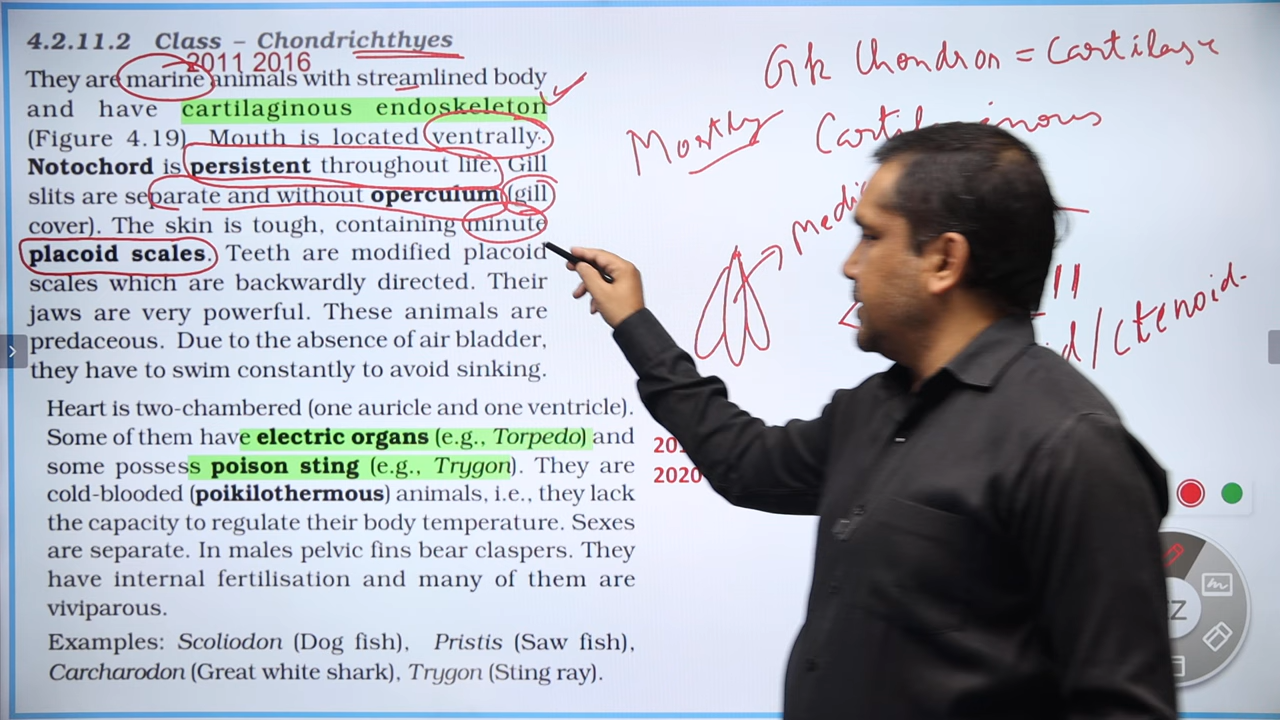 4.2.11.2 Class – Chondrichthyes
2011 2016
They are marine animals with streamlined body
and have cartilaginous endoskeleton
(Figure 4.19). Mouth is located ventrally.
Notochord is persistent throughout life. Gill
slits are separate and without operculum (gill
cover). The skin is tough, containing minute
placoid scales. Teeth are modified placoid
scales which are backwardly directed. Their
jaws are very powerful. These animals are
predaceous. Due to the absence of air bladder,
they have to swim constantly to avoid sinking.
Heart is two-chambered (one auricle and one ventricle).
Some of them have electric organs (e.g., Torpedo) and
some possess poison sting (e.g., Trygon). They are
cold-blooded (poikilothermous) animals, i.e., they lack
the capacity to regulate their body temperature. Sexes
are separate. In males pelvic fins bear claspers. They
have internal fertilisation and many of them are
viviparous.
Examples: Scoliodon (Dog fish), Pristis (Saw fish),
Carcharodon (Great white shark), Trygon (Sting ray).
Gk Chondron = Cartilage
Mostly
medi
id/ctenoid.
201
2020